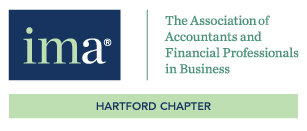 ima®
The Association of
Accountants and
Financial Professionals
in Business
HARTFORD CHAPTER